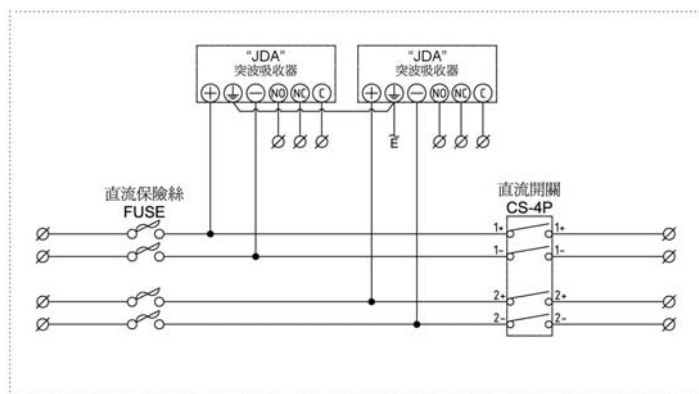 "JDA"
突波吸收器
"JDA"
突波吸收器
+ − NO NC C
+ − NO NC C
E
直流保險絲
FUSE
直流開關
CS-4P
1+ 1+
1- 1-
2+ 2+
2- 2-